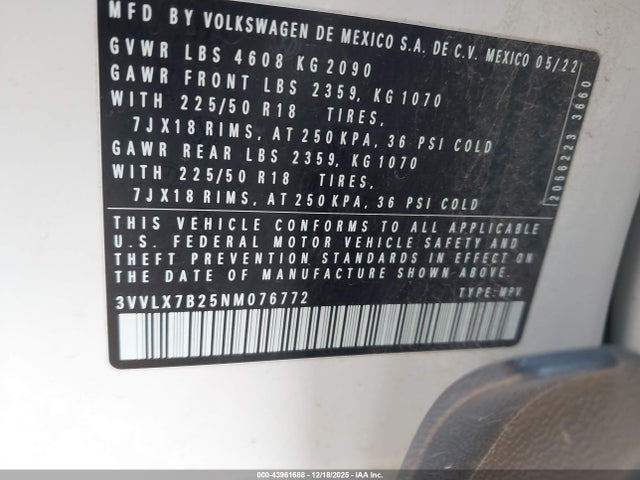 MFD BY VOLKSWAGEN DE MEXICO S.A. DE C.V. MEXICO 05/22
GVWR LBS 4608 KG 2090
GAWR FRONT LBS 2359, KG 1070
WITH 225/50 R18 TIRES,
7JX18 RIMS, AT 250 KPA, 36 PSI COLD
GAWR REAR LBS 2359, KG 1070
WITH 225/50 R18 TIRES,
7JX18 RIMS, AT 250 KPA, 36 PSI COLD
2056223 3660
THIS VEHICLE CONFORMS TO ALL APPLICABLE
U.S. FEDERAL MOTOR VEHICLE SAFETY AND
THEFT PREVENTION STANDARDS IN EFFECT ON
THE DATE OF MANUFACTURE SHOWN ABOVE.
3VVLX7B25NM076772 TYPE: MPV
000-43961688 - 12/18/2025 - IAA Inc.